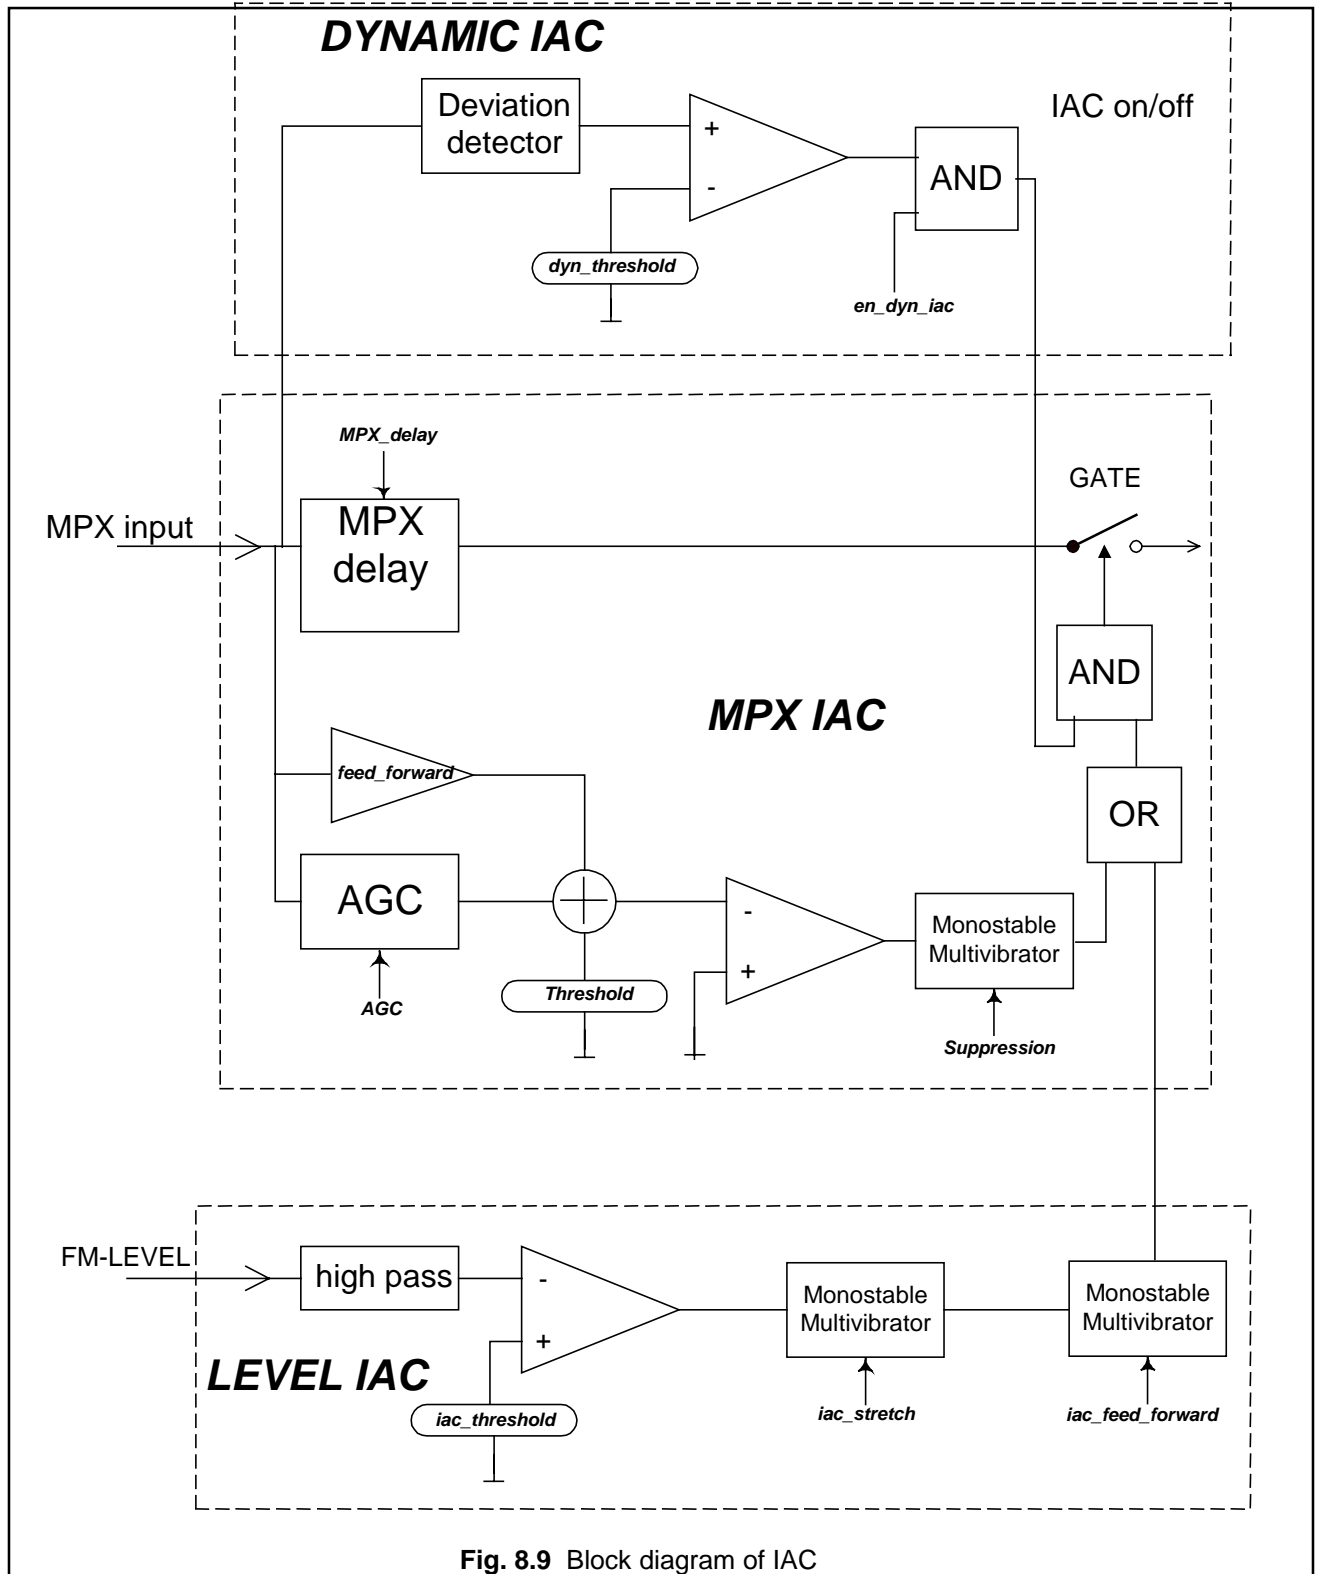 DYNAMIC IAC
Deviation
detector
+
-
IAC on/off
AND
dyn_threshold
en_dyn_iac
MPX_delay
MPX input
MPX
delay
GATE
AND
MPX IAC
feed_forward
OR
AGC
-
+
Monostable
Multivibrator
Threshold
AGC
Suppression
FM-LEVEL
high pass
-
+
Monostable
Multivibrator
Monostable
Multivibrator
LEVEL IAC
iac_threshold
iac_stretch
iac_feed_forward
Fig. 8.9 Block diagram of IAC